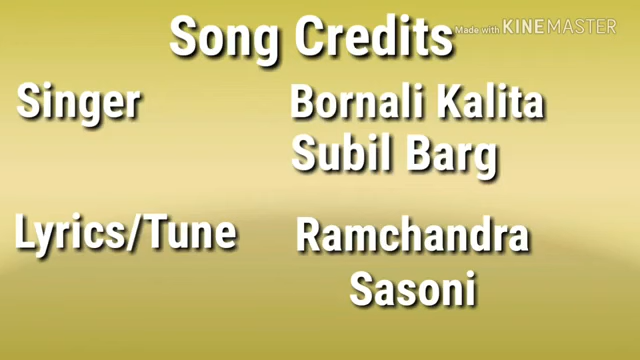 Song Credits
Made with KINEMASTER
Singer Bornali Kalita
Subil Barg
Lyrics/Tune Ramchandra
Sasoni